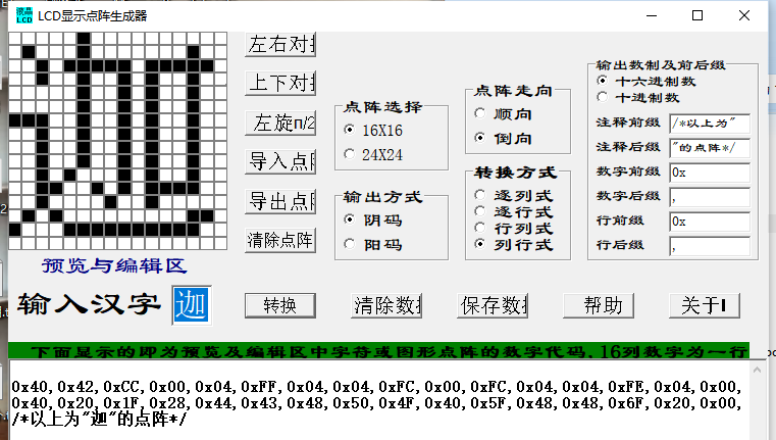 LCD显示点阵生成器
左右对
上下对
左旋n/2
导入点阵
导出点阵
清除点阵
点阵选择
16X16
24X24
输出方式
阴码
阳码
点阵走向
顺向
倒向
转换方式
逐列式
逐行式
行列式
列行式
输出数制及前后缀
十六进制数
十进制数
注释前缀 /*以上为"
注释后缀 "的点阵*/
数字前缀 0x
数字后缀 ,
行前缀 0x
行后缀 ,
预览与编辑区
输入汉字 迦
转换
清除数据
保存数据
帮助
关于I
下面显示的即为预览及编辑区中字符或图形点阵的数字代码,16列数字为一行
0x40,0x42,0xCC,0x00,0x04,0xFF,0x04,0x04,0xFC,0x00,0xFC,0x04,0x04,0xFE,0x04,0x00,
0x40,0x20,0x1F,0x28,0x44,0x43,0x48,0x50,0x4F,0x40,0x5F,0x48,0x48,0x6F,0x20,0x00,
/*以上为"迦"的点阵*/